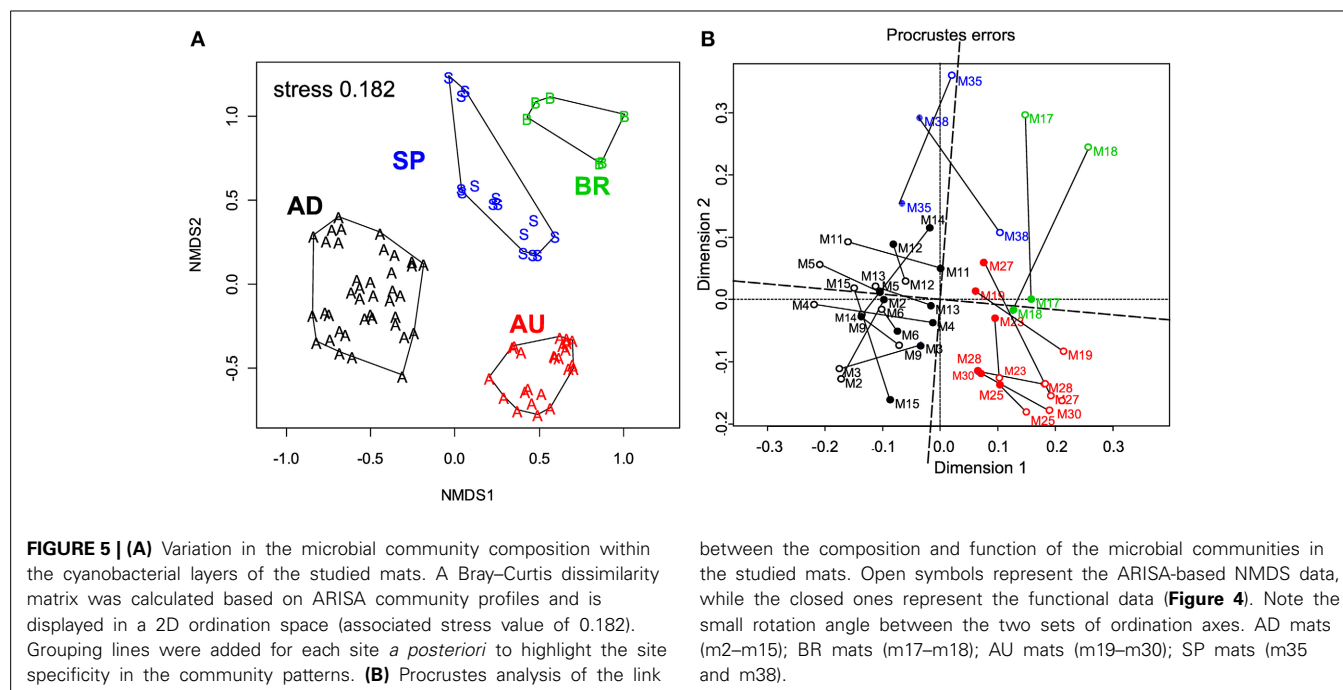 A
stress 0.182
SP
BR
AD
AU
S S S S S S S S S S S S S S S S
B B B B B B
1.0
0.5
0.0
-0.5
NMDS2
-1.0 -0.5 0.0 0.5 1.0
NMDS1
B
Procrustes errors
M35
M38
M17
M18
M35
M14
M38
M11
M12
M27
M5
M13
M11
M15
M5
M12
M19
M4
M2
M13
M17
M14
M6
M4
M18
M9
M23
M9
M3
M19
M3
M28
M23
M28
M2
M30
M27
M15
M25
M30
M25
0.3
0.2
0.1
0.0
-0.1
-0.2
Dimension 2
-0.3 -0.2 -0.1 0.0 0.1 0.2 0.3
Dimension 1
FIGURE 5 | (A) Variation in the microbial community composition within
the cyanobacterial layers of the studied mats. A Bray–Curtis dissimilarity
matrix was calculated based on ARISA community profiles and is
displayed in a 2D ordination space (associated stress value of 0.182).
Grouping lines were added for each site a posteriori to highlight the site
specificity in the community patterns. (B) Procrustes analysis of the link
between the composition and function of the microbial communities in
the studied mats. Open symbols represent the ARISA-based NMDS data,
while the closed ones represent the functional data (Figure 4). Note the
small rotation angle between the two sets of ordination axes. AD mats
(m2–m15); BR mats (m17–m18); AU mats (m19–m30); SP mats (m35
and m38).